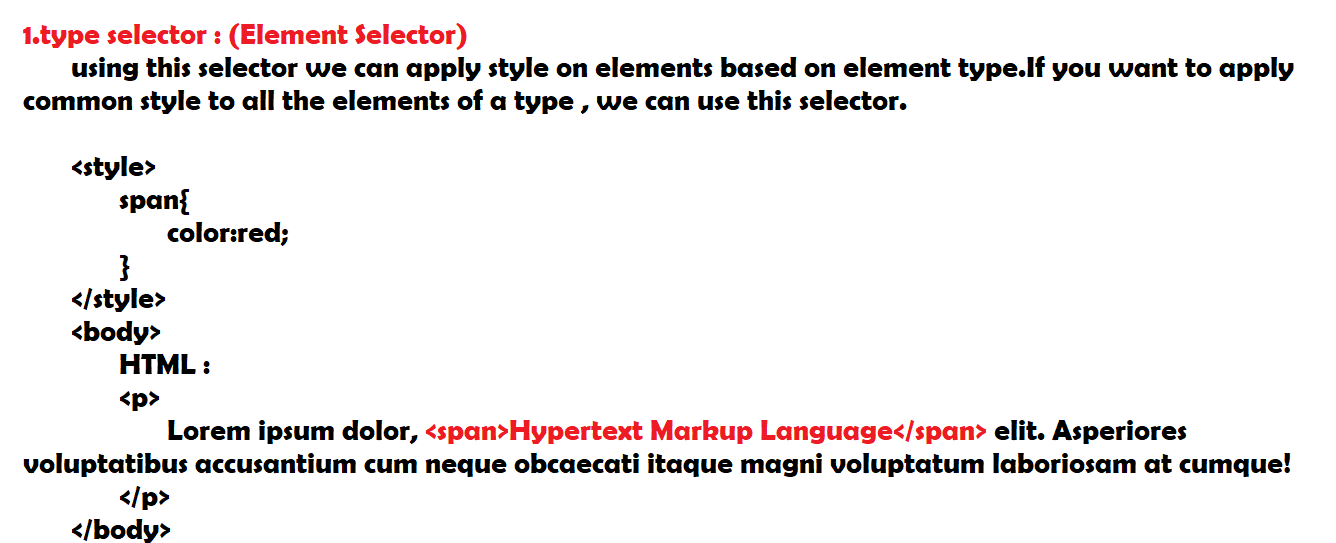 1.type selector : (Element Selector)
using this selector we can apply style on elements based on element type.If you want to apply
common style to all the elements of a type , we can use this selector.
<style>
span{
color:red;
}
</style>
<body>
HTML :
<p>
Lorem ipsum dolor, <span>Hypertext Markup Language</span> elit. Asperiores
voluptatibus accusantium cum neque obcaecati itaque magni voluptatum laboriosam at cumque!
</p>
</body>